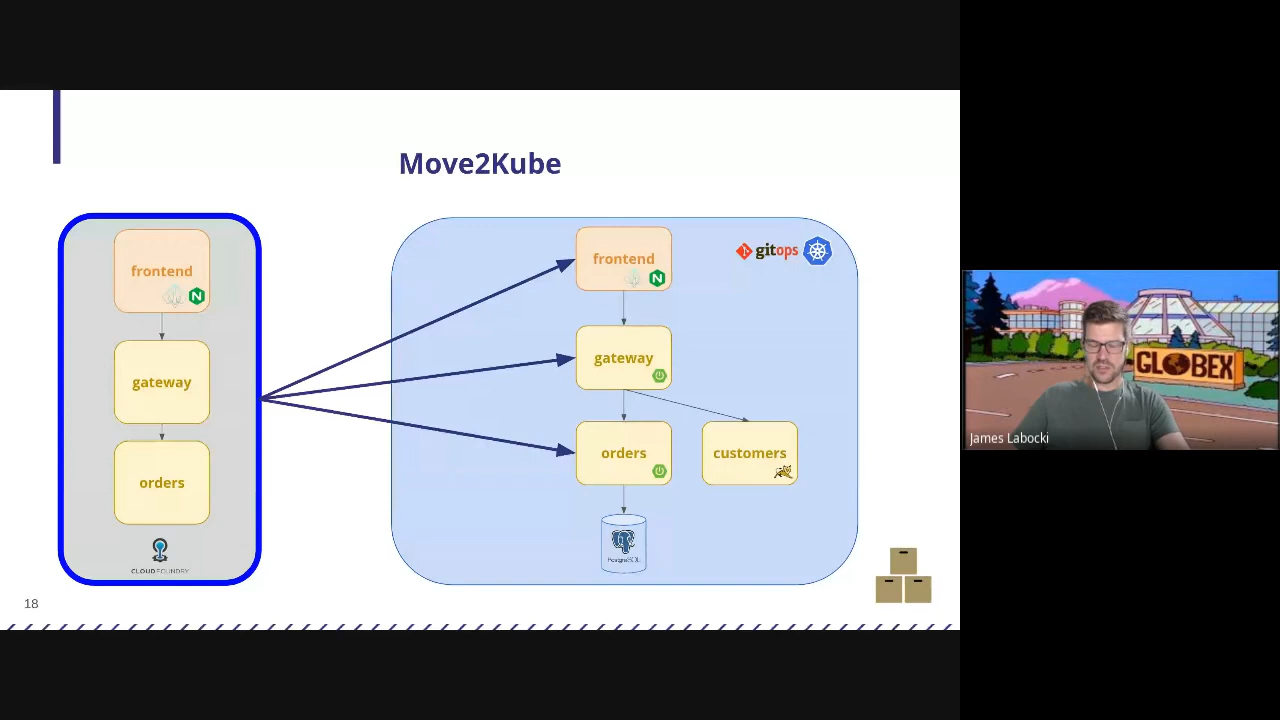 Move2Kube
frontend
N
gateway
orders
CLOUDFOUNDRY
frontend
N
gitops
gateway
orders
customers
PostgreSQL
18
GLOBEX
James Labocki